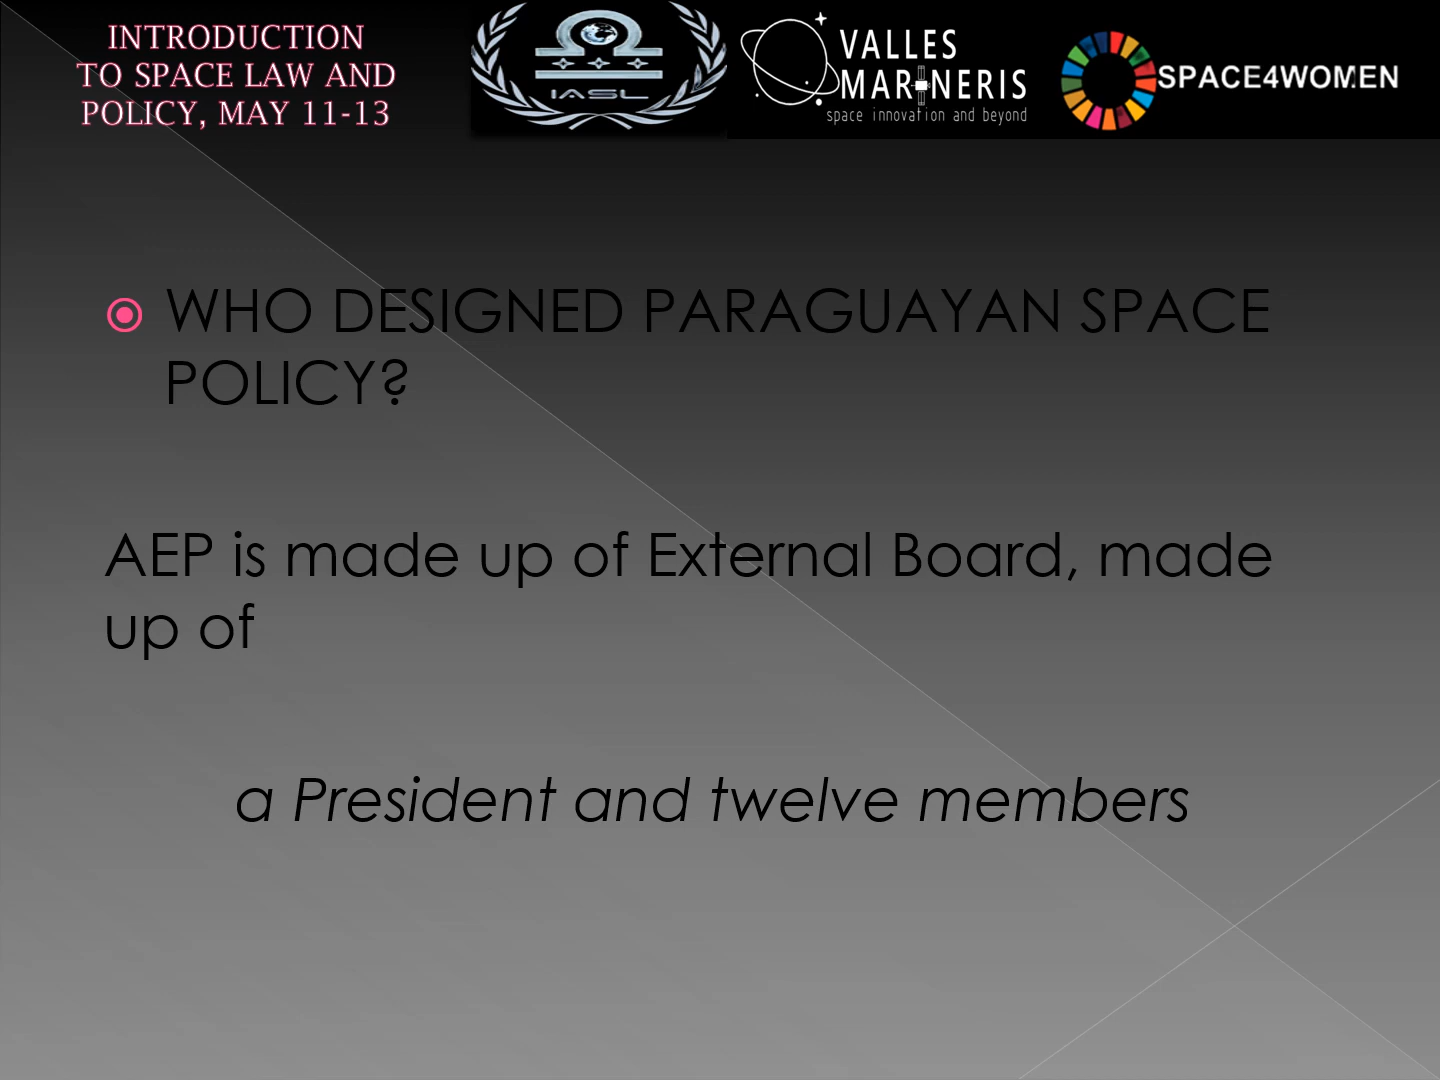 INTRODUCTION
TO SPACE LAW AND
POLICY, MAY 11-13
IASL
VALLES
MARINERIS
space innovation and beyond
SPACE4WOMEN
WHO DESIGNED PARAGUAYAN SPACE
POLICY?
AEP is made up of External Board, made
up of
a President and twelve members